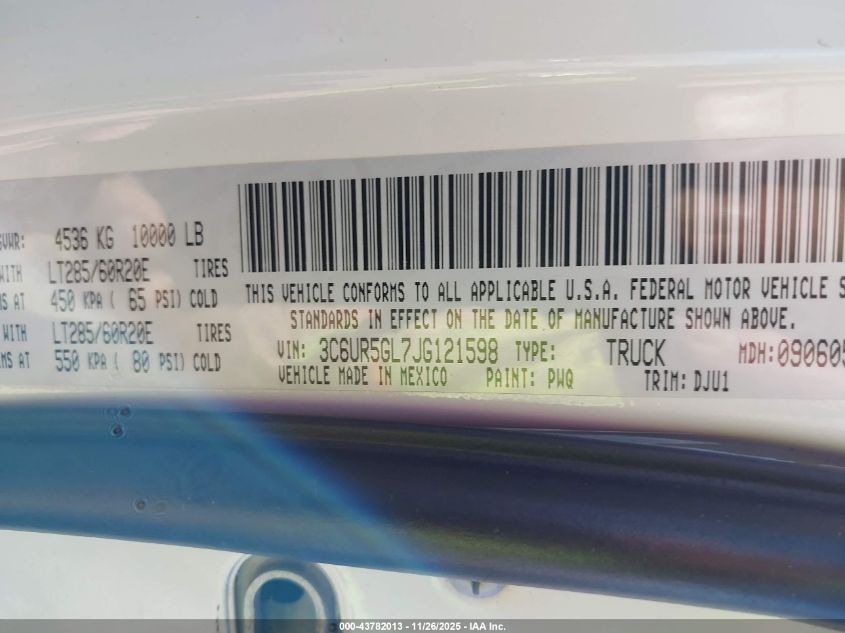 GVWR: 4536 KG 10000 LB
WITH LT285/60R20E TIRES
MS AT 450 KPA ( 65 PSI) COLD
WITH LT285/60R20E TIRES
MS AT 550 KPA ( 80 PSI) COLD
THIS VEHICLE CONFORMS TO ALL APPLICABLE U.S.A. FEDERAL MOTOR VEHICLE S
STANDARDS IN EFFECT ON THE DATE OF MANUFACTURE SHOWN ABOVE.
VIN: 3C6UR5GL7JG121598 TYPE: TRUCK MDH: 090605
VEHICLE MADE IN MEXICO PAINT: PWQ TRIM: DJU1
000-43782013 - 11/26/2025 - IAA Inc.